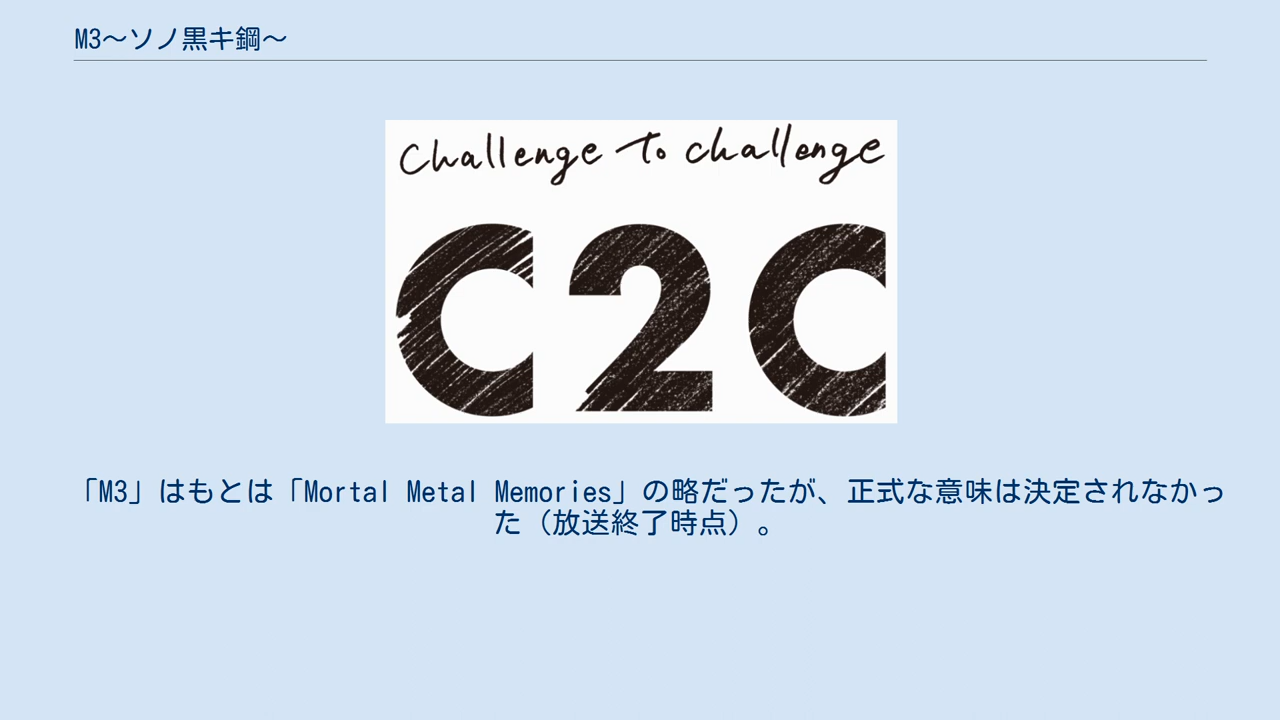 M3〜ソノ黒キ鋼〜
Challenge To challenge
C2C
「M3」はもとは「Mortal Metal Memories」の略だったが、正式な意味は決定されなかっ
た（放送終了時点）。